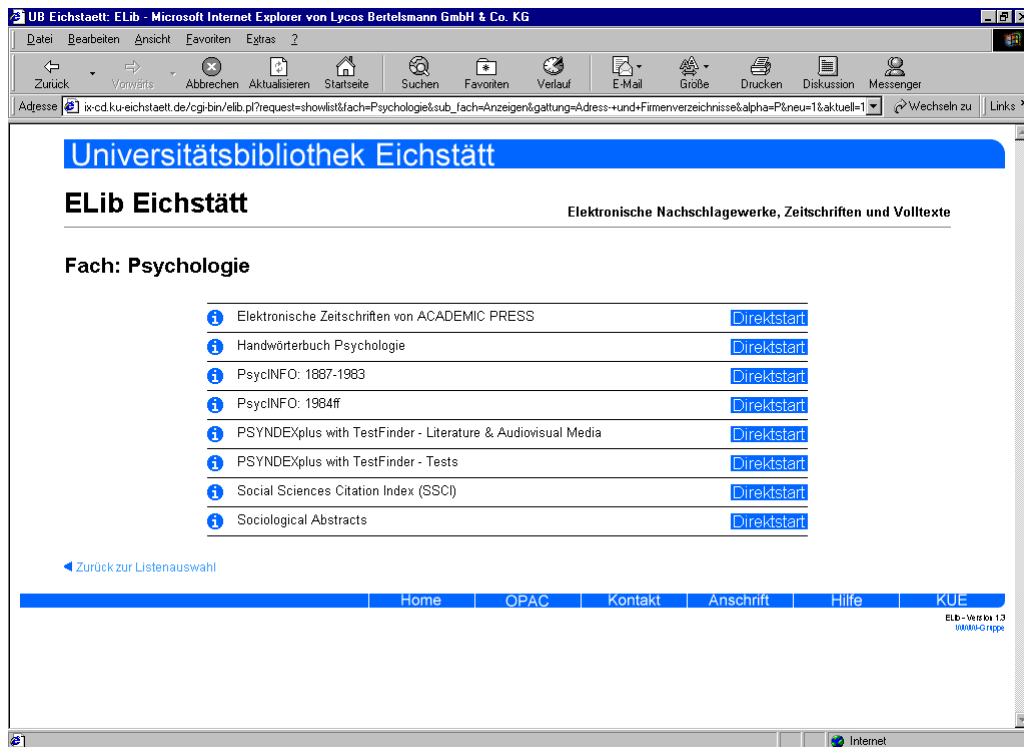 UB Eichstaett: ELib - Microsoft Internet Explorer von Lycos Bertelsmann GmbH & Co. KG
Datei Bearbeiten Ansicht Favoriten Extras ?
Zurück Vorwärts Abbrechen Aktualisieren Startseite Suchen Favoriten Verlauf E-Mail Größe Drucken Diskussion Messenger
Adresse ix-cd.ku-eichstaett.de/cgi-bin/elib.pl?request=showlist&fach=Psychologie&sub_fach=Anzeigen&gattung=Adress-+und+Firmenverzeichnisse&alpha=P&neu=1&aktuell=1 Wechseln zu Links
Universitätsbibliothek Eichstätt
ELib Eichstätt
Elektronische Nachschlagewerke, Zeitschriften und Volltexte
Fach: Psychologie
Elektronische Zeitschriften von ACADEMIC PRESS Direktstart
Handwörterbuch Psychologie Direktstart
PsycINFO: 1887-1983 Direktstart
PsycINFO: 1984ff Direktstart
PSYNDEXplus with TestFinder - Literature & Audiovisual Media Direktstart
PSYNDEXplus with TestFinder - Tests Direktstart
Social Sciences Citation Index (SSCI) Direktstart
Sociological Abstracts Direktstart
Zurück zur Listenauswahl
Home OPAC Kontakt Anschrift Hilfe KUE
ELib - Version 1.3
WWW-Gruppe
Internet